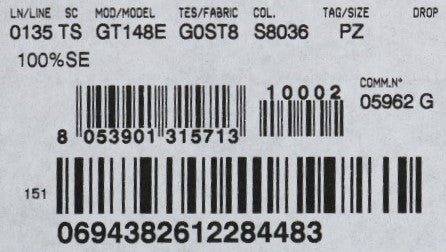 LN/LINE SC MOD/MODEL TES/FABRIC COL. TAG/SIZE DROP
0135 TS GT148E G0ST8 S8036 PZ
100%SE
10002
COMM.N°
05962 G
8 053901 315713
151
0694382612284483